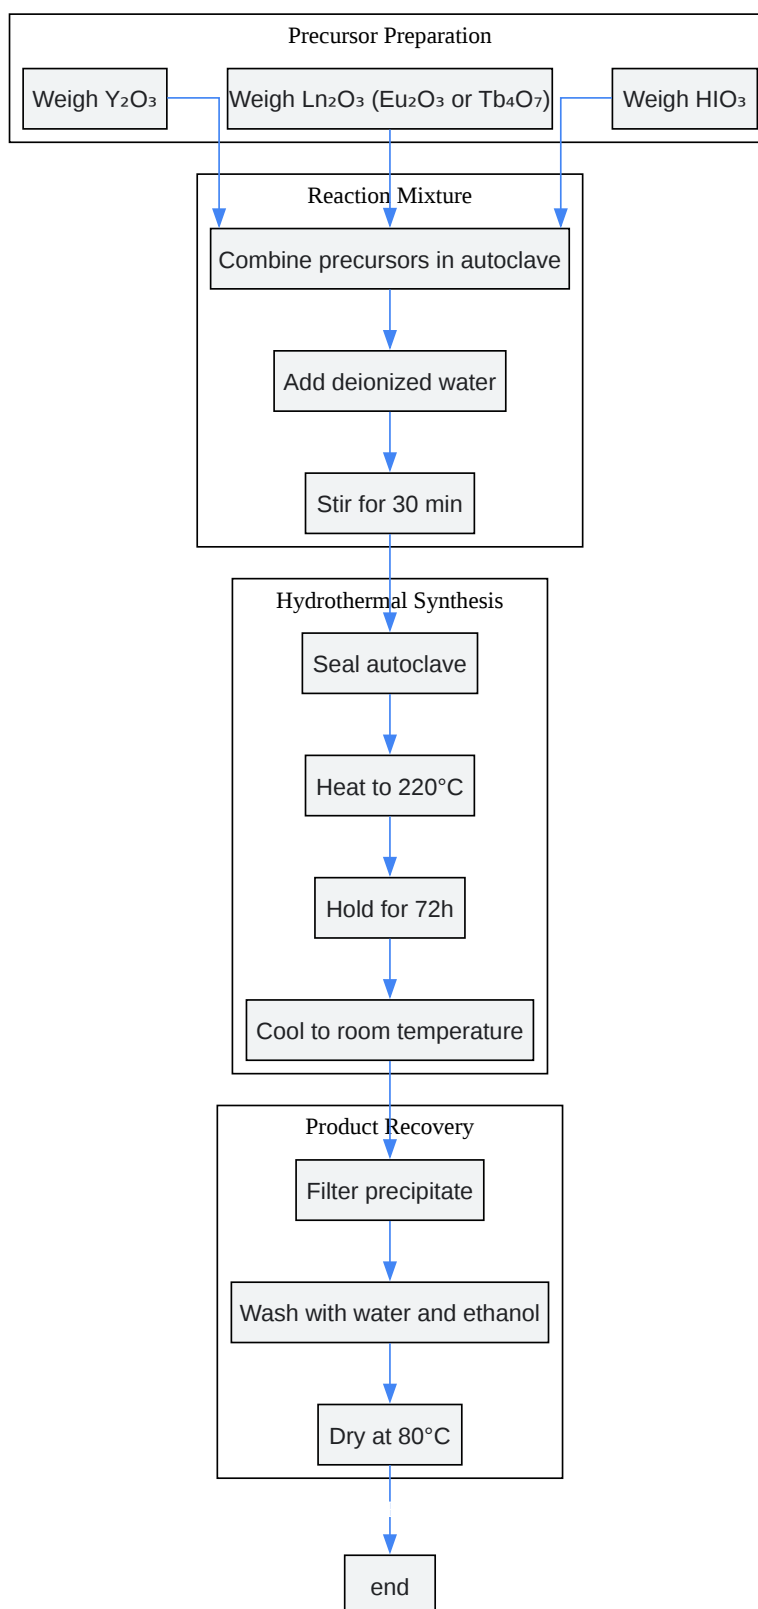 Precursor Preparation
Weigh Y₂O₃
Weigh Ln₂O₃ (Eu₂O₃ or Tb₄O₇)
Weigh HIO₃
Reaction Mixture
Combine precursors in autoclave
Add deionized water
Stir for 30 min
Hydrothermal Synthesis
Seal autoclave
Heat to 220°C
Hold for 72h
Cool to room temperature
Product Recovery
Filter precipitate
Wash with water and ethanol
Dry at 80°C
end